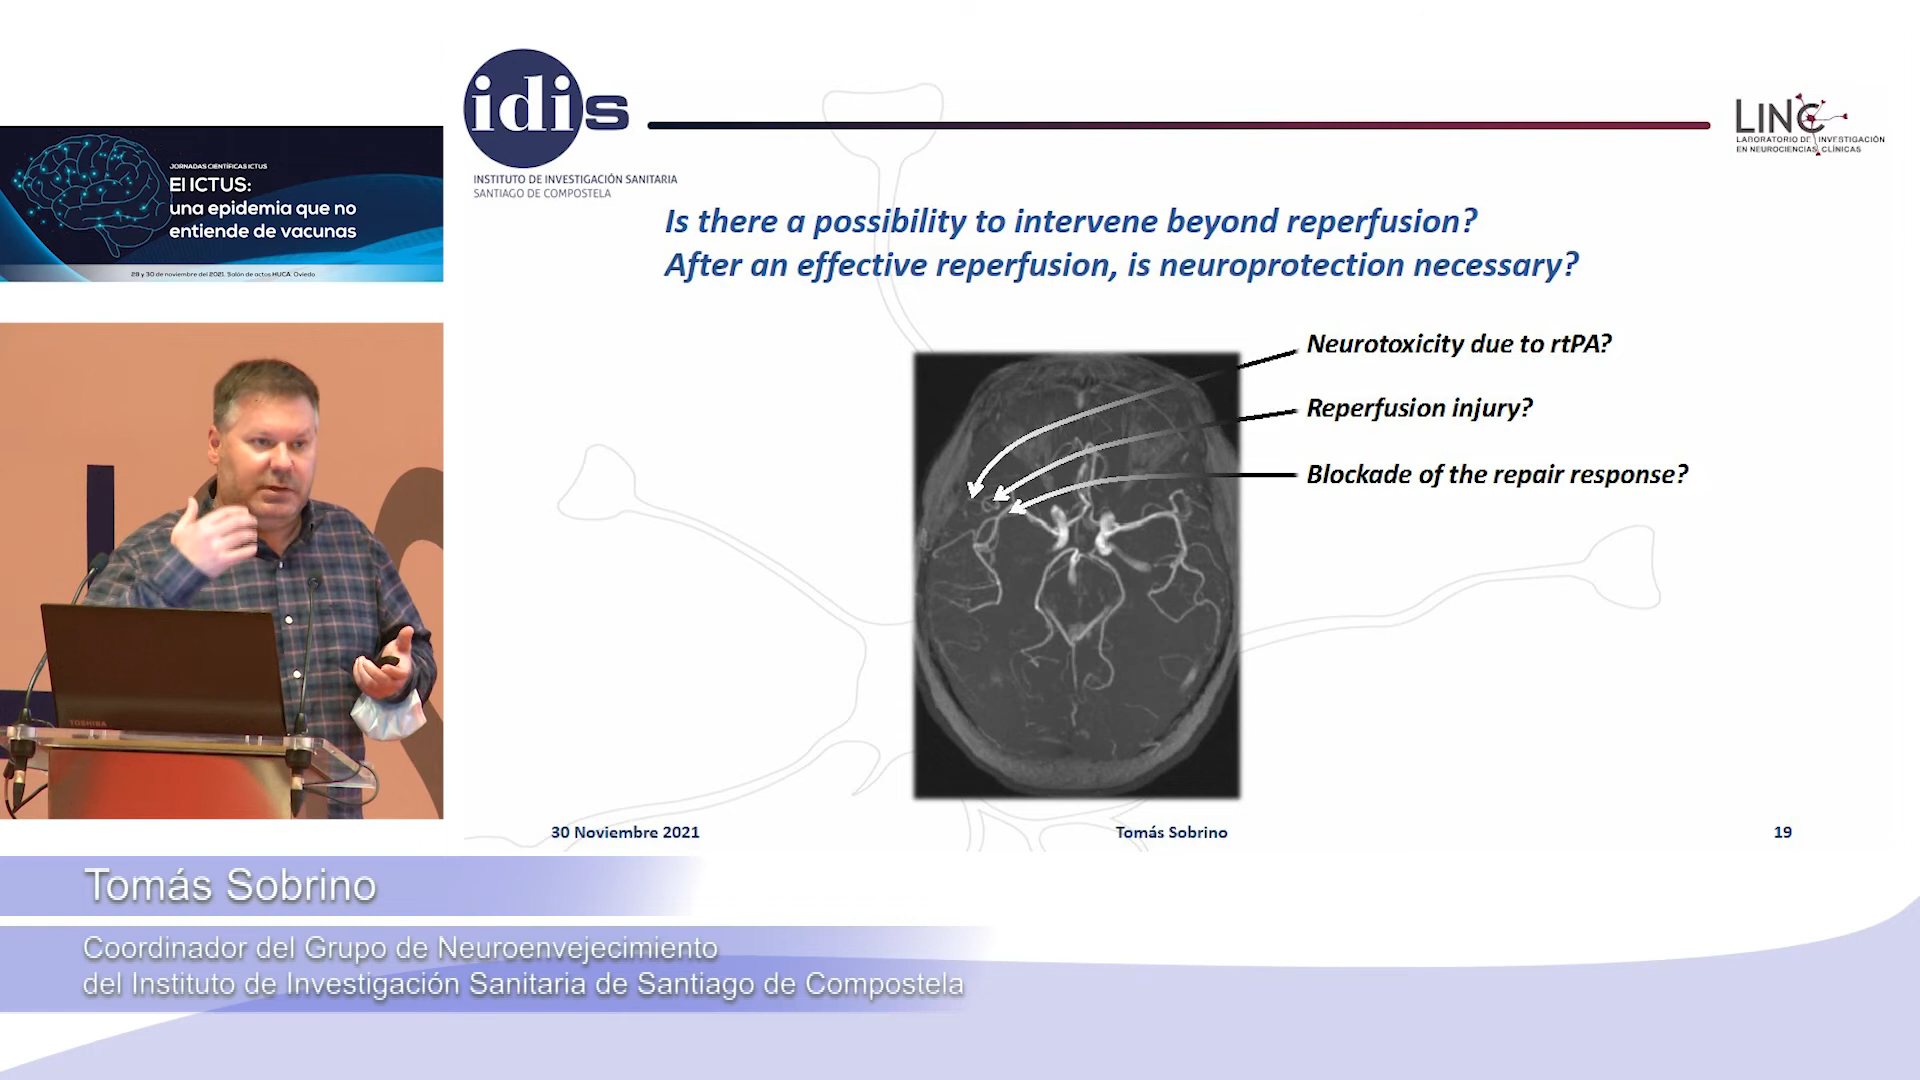 idis
INSTITUTO DE INVESTIGACIÓN SANITARIA
SANTIAGO DE COMPOSTELA
LINC
LABORATORIO DE INVESTIGACIÓN
EN NEUROCIENCIAS CLÍNICAS
JORNADAS CIENTÍFICAS ICTUS
El ICTUS:
una epidemia que no
entiende de vacunas
29 y 30 de noviembre del 2021. Salón de actos HUCA. Oviedo
Is there a possibility to intervene beyond reperfusion?
After an effective reperfusion, is neuroprotection necessary?
Neurotoxicity due to rtPA?
Reperfusion injury?
Blockade of the repair response?
TOSHIBA
30 Noviembre 2021
Tomás Sobrino
19
Tomás Sobrino
Coordinador del Grupo de Neuroenvejecimiento
del Instituto de Investigación Sanitaria de Santiago de Compostela